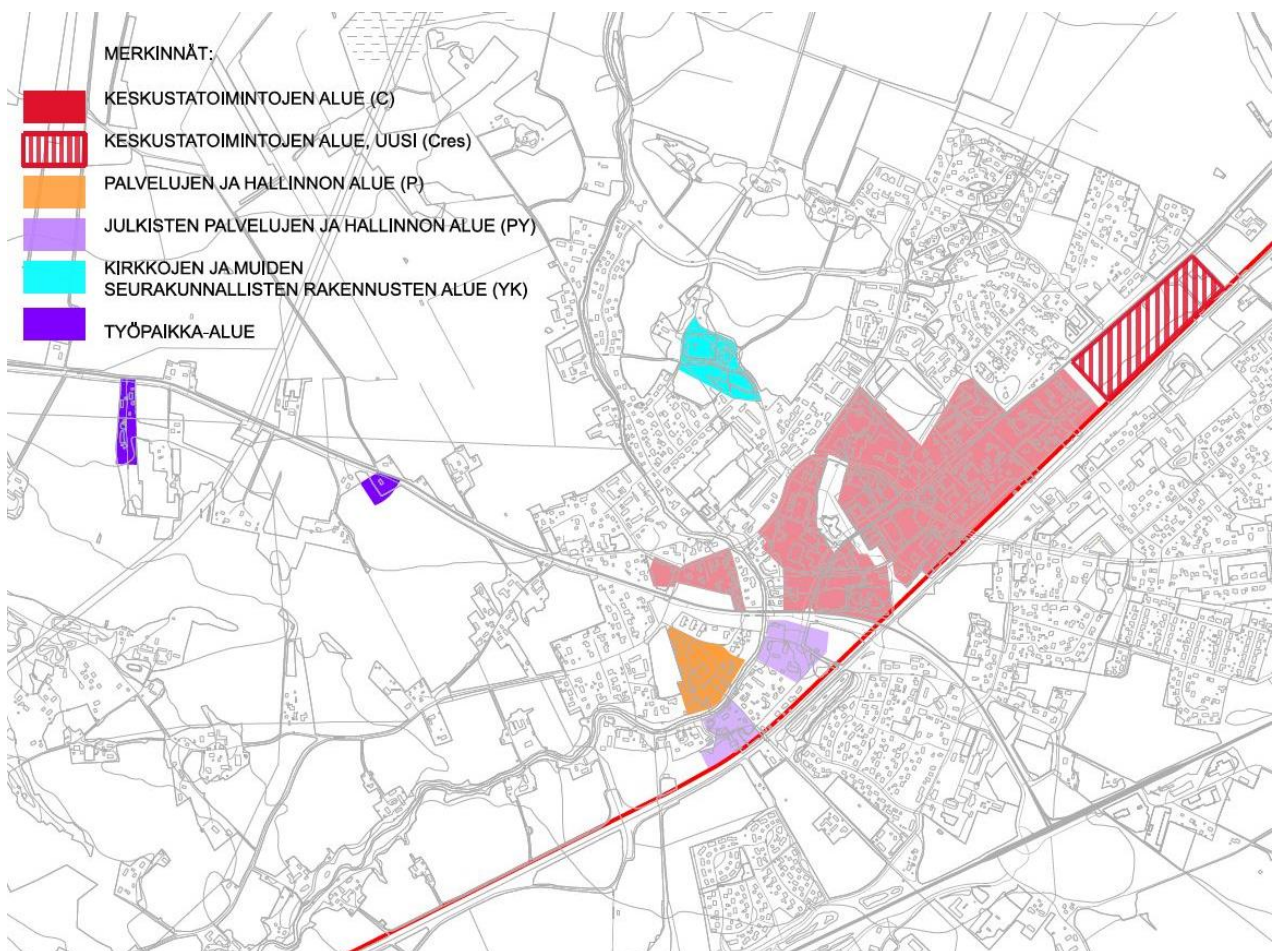 MERKINNÄT:
KESKUSTATOIMINTOJEN ALUE (C)
KESKUSTATOIMINTOJEN ALUE, UUSI (Cres)
PALVELUJEN JA HALLINNON ALUE (P)
JULKISTEN PALVELUJEN JA HALLINNON ALUE (PY)
KIRKKOJEN JA MUIDEN
SEURAKUNNALLISTEN RAKENNUSTEN ALUE (YK)
TYÖPAIKKA-ALUE